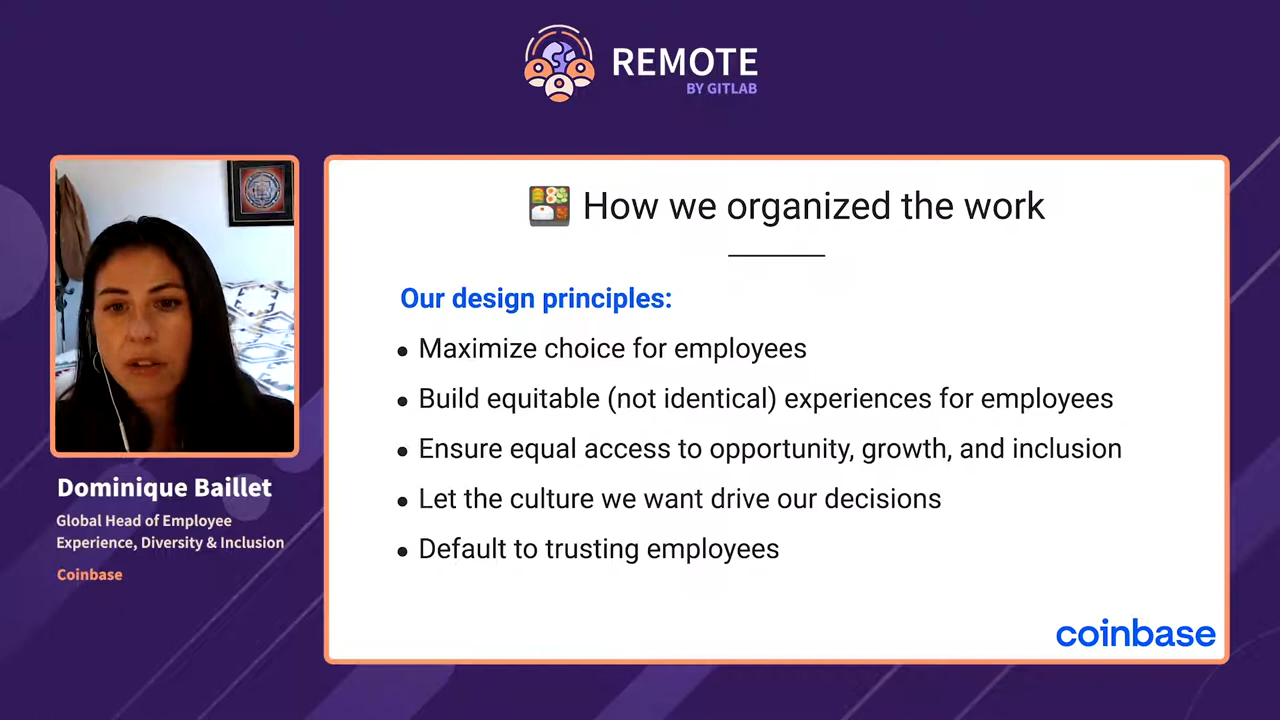 REMOTE
BY GITLAB
How we organized the work
Our design principles:
• Maximize choice for employees
• Build equitable (not identical) experiences for employees
• Ensure equal access to opportunity, growth, and inclusion
• Let the culture we want drive our decisions
• Default to trusting employees
coinbase
Dominique Baillet
Global Head of Employee
Experience, Diversity & Inclusion
Coinbase